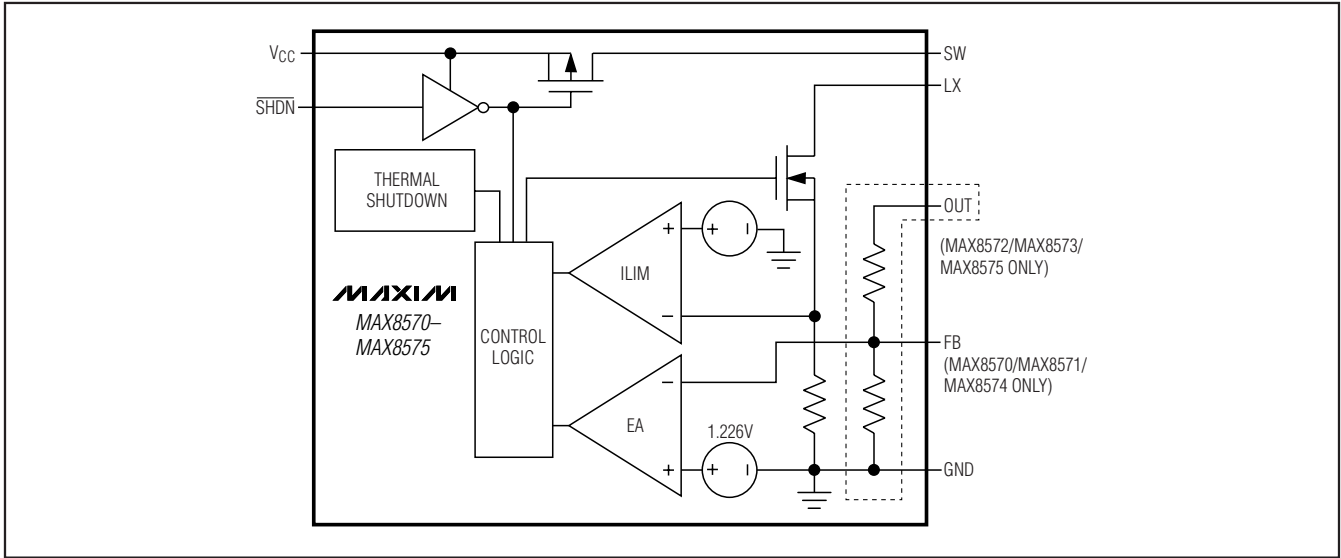 VCC
SW
LX
SHDN
THERMAL
SHUTDOWN
OUT
(MAX8572/MAX8573/
MAX8575 ONLY)
+
+ −
ILIM
−
MAXIM
MAX8570–
MAX8575
CONTROL
LOGIC
FB
(MAX8570/MAX8571/
MAX8574 ONLY)
−
EA
1.226V
+
+ −
GND